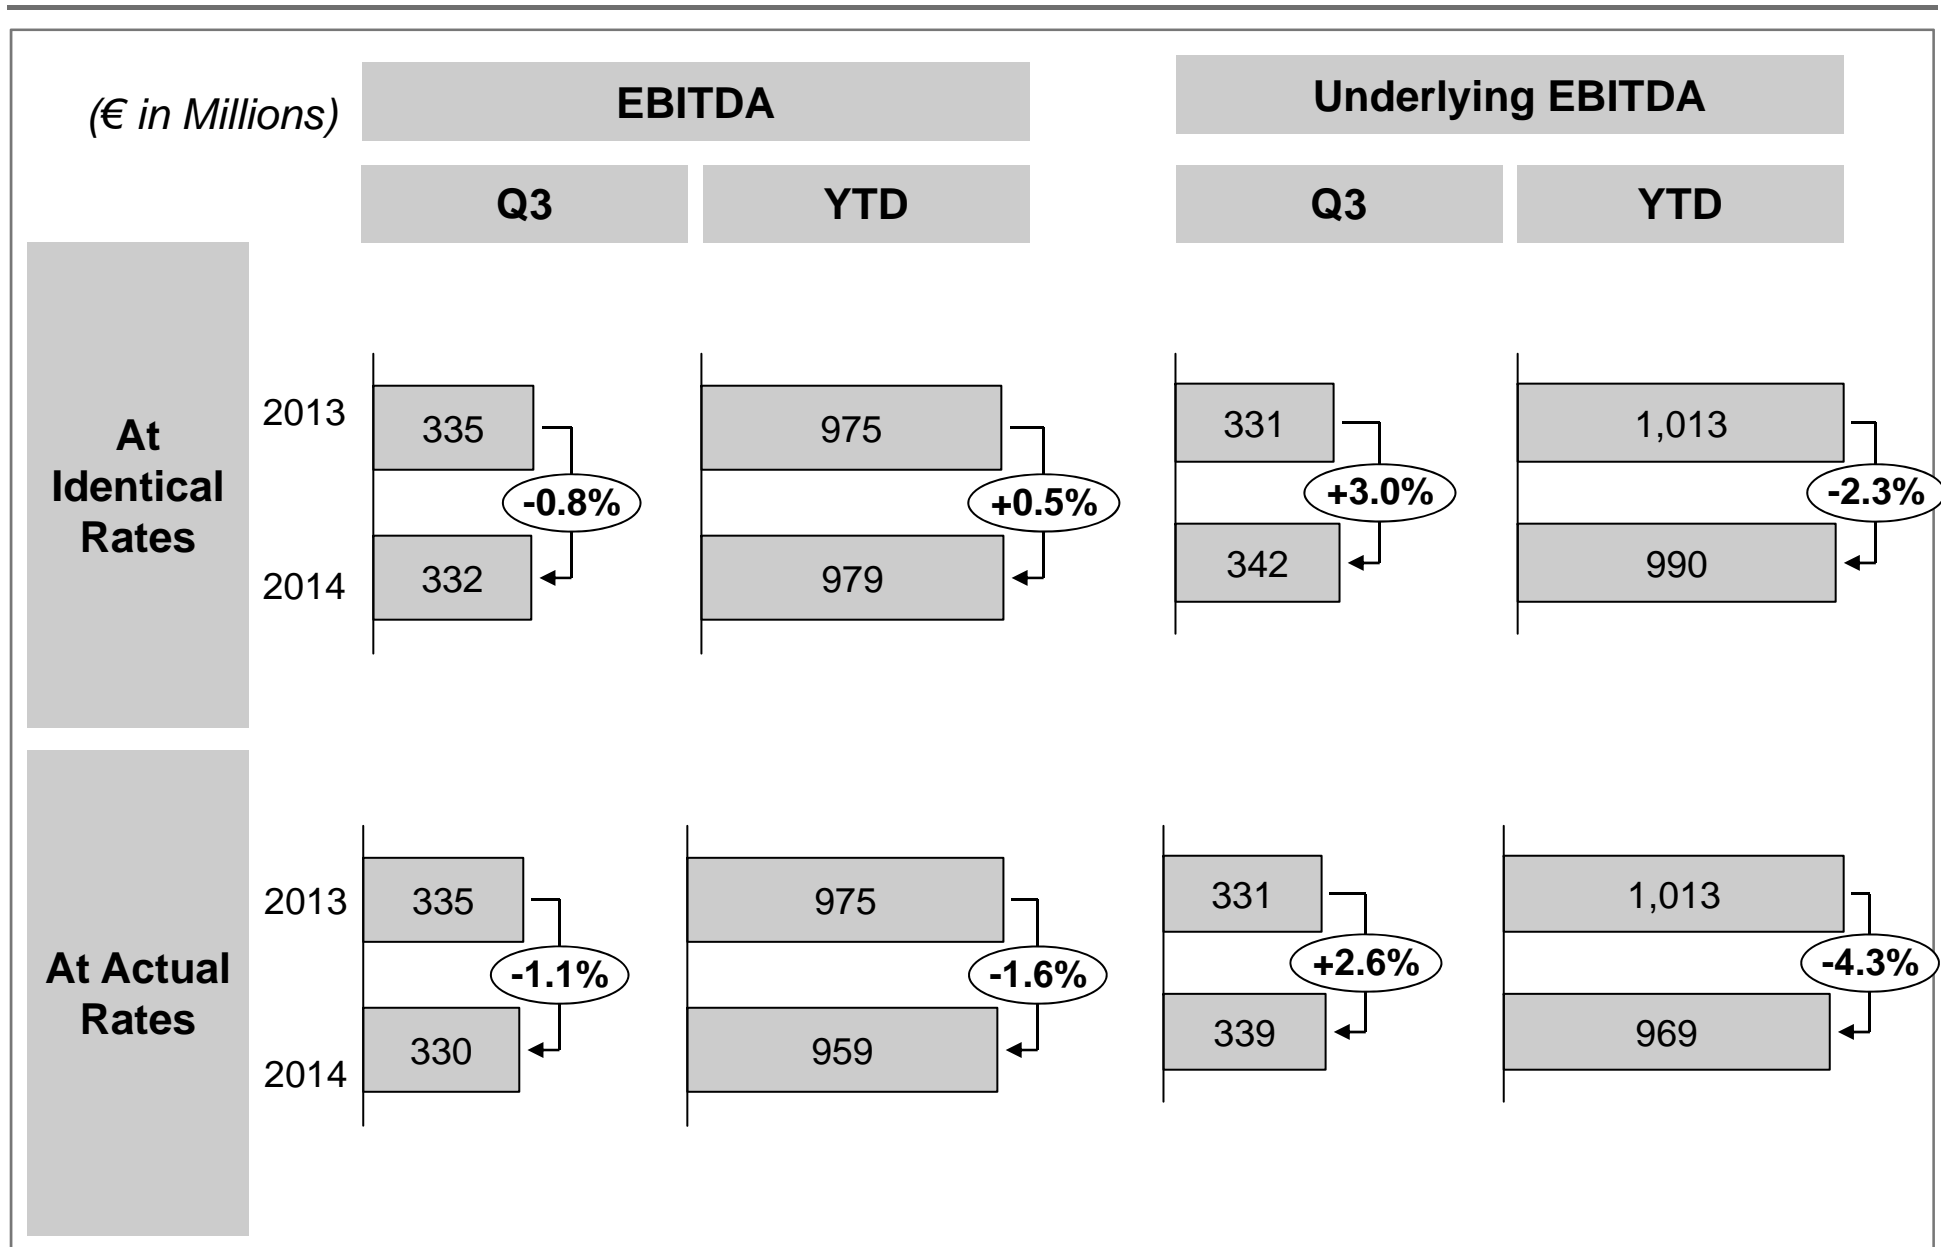 (€ in Millions)
EBITDA
Underlying EBITDA
Q3
YTD
Q3
YTD
At
Identical
Rates
2013
335
975
331
1,013
-0.8%
+0.5%
+3.0%
-2.3%
2014
332
979
342
990
At Actual
Rates
2013
335
975
331
1,013
-1.1%
-1.6%
+2.6%
-4.3%
2014
330
959
339
969